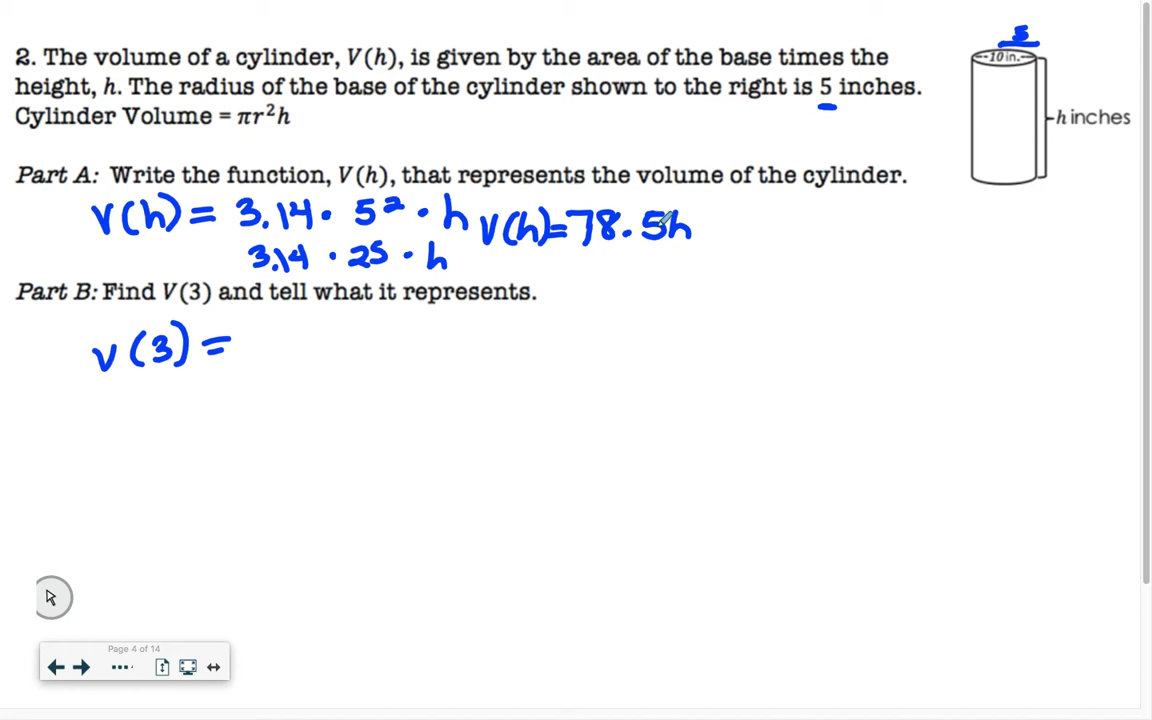 5
2. The volume of a cylinder, V(h), is given by the area of the base times the
height, h. The radius of the base of the cylinder shown to the right is 5 inches.
Cylinder Volume = πr²h
10 in.
h inches
Part A: Write the function, V(h), that represents the volume of the cylinder.
V(h) = 3.14 · 5² · h V(h)=78.5h
3.14 · 25 · h
Part B: Find V(3) and tell what it represents.
V(3) =
Page 4 of 14